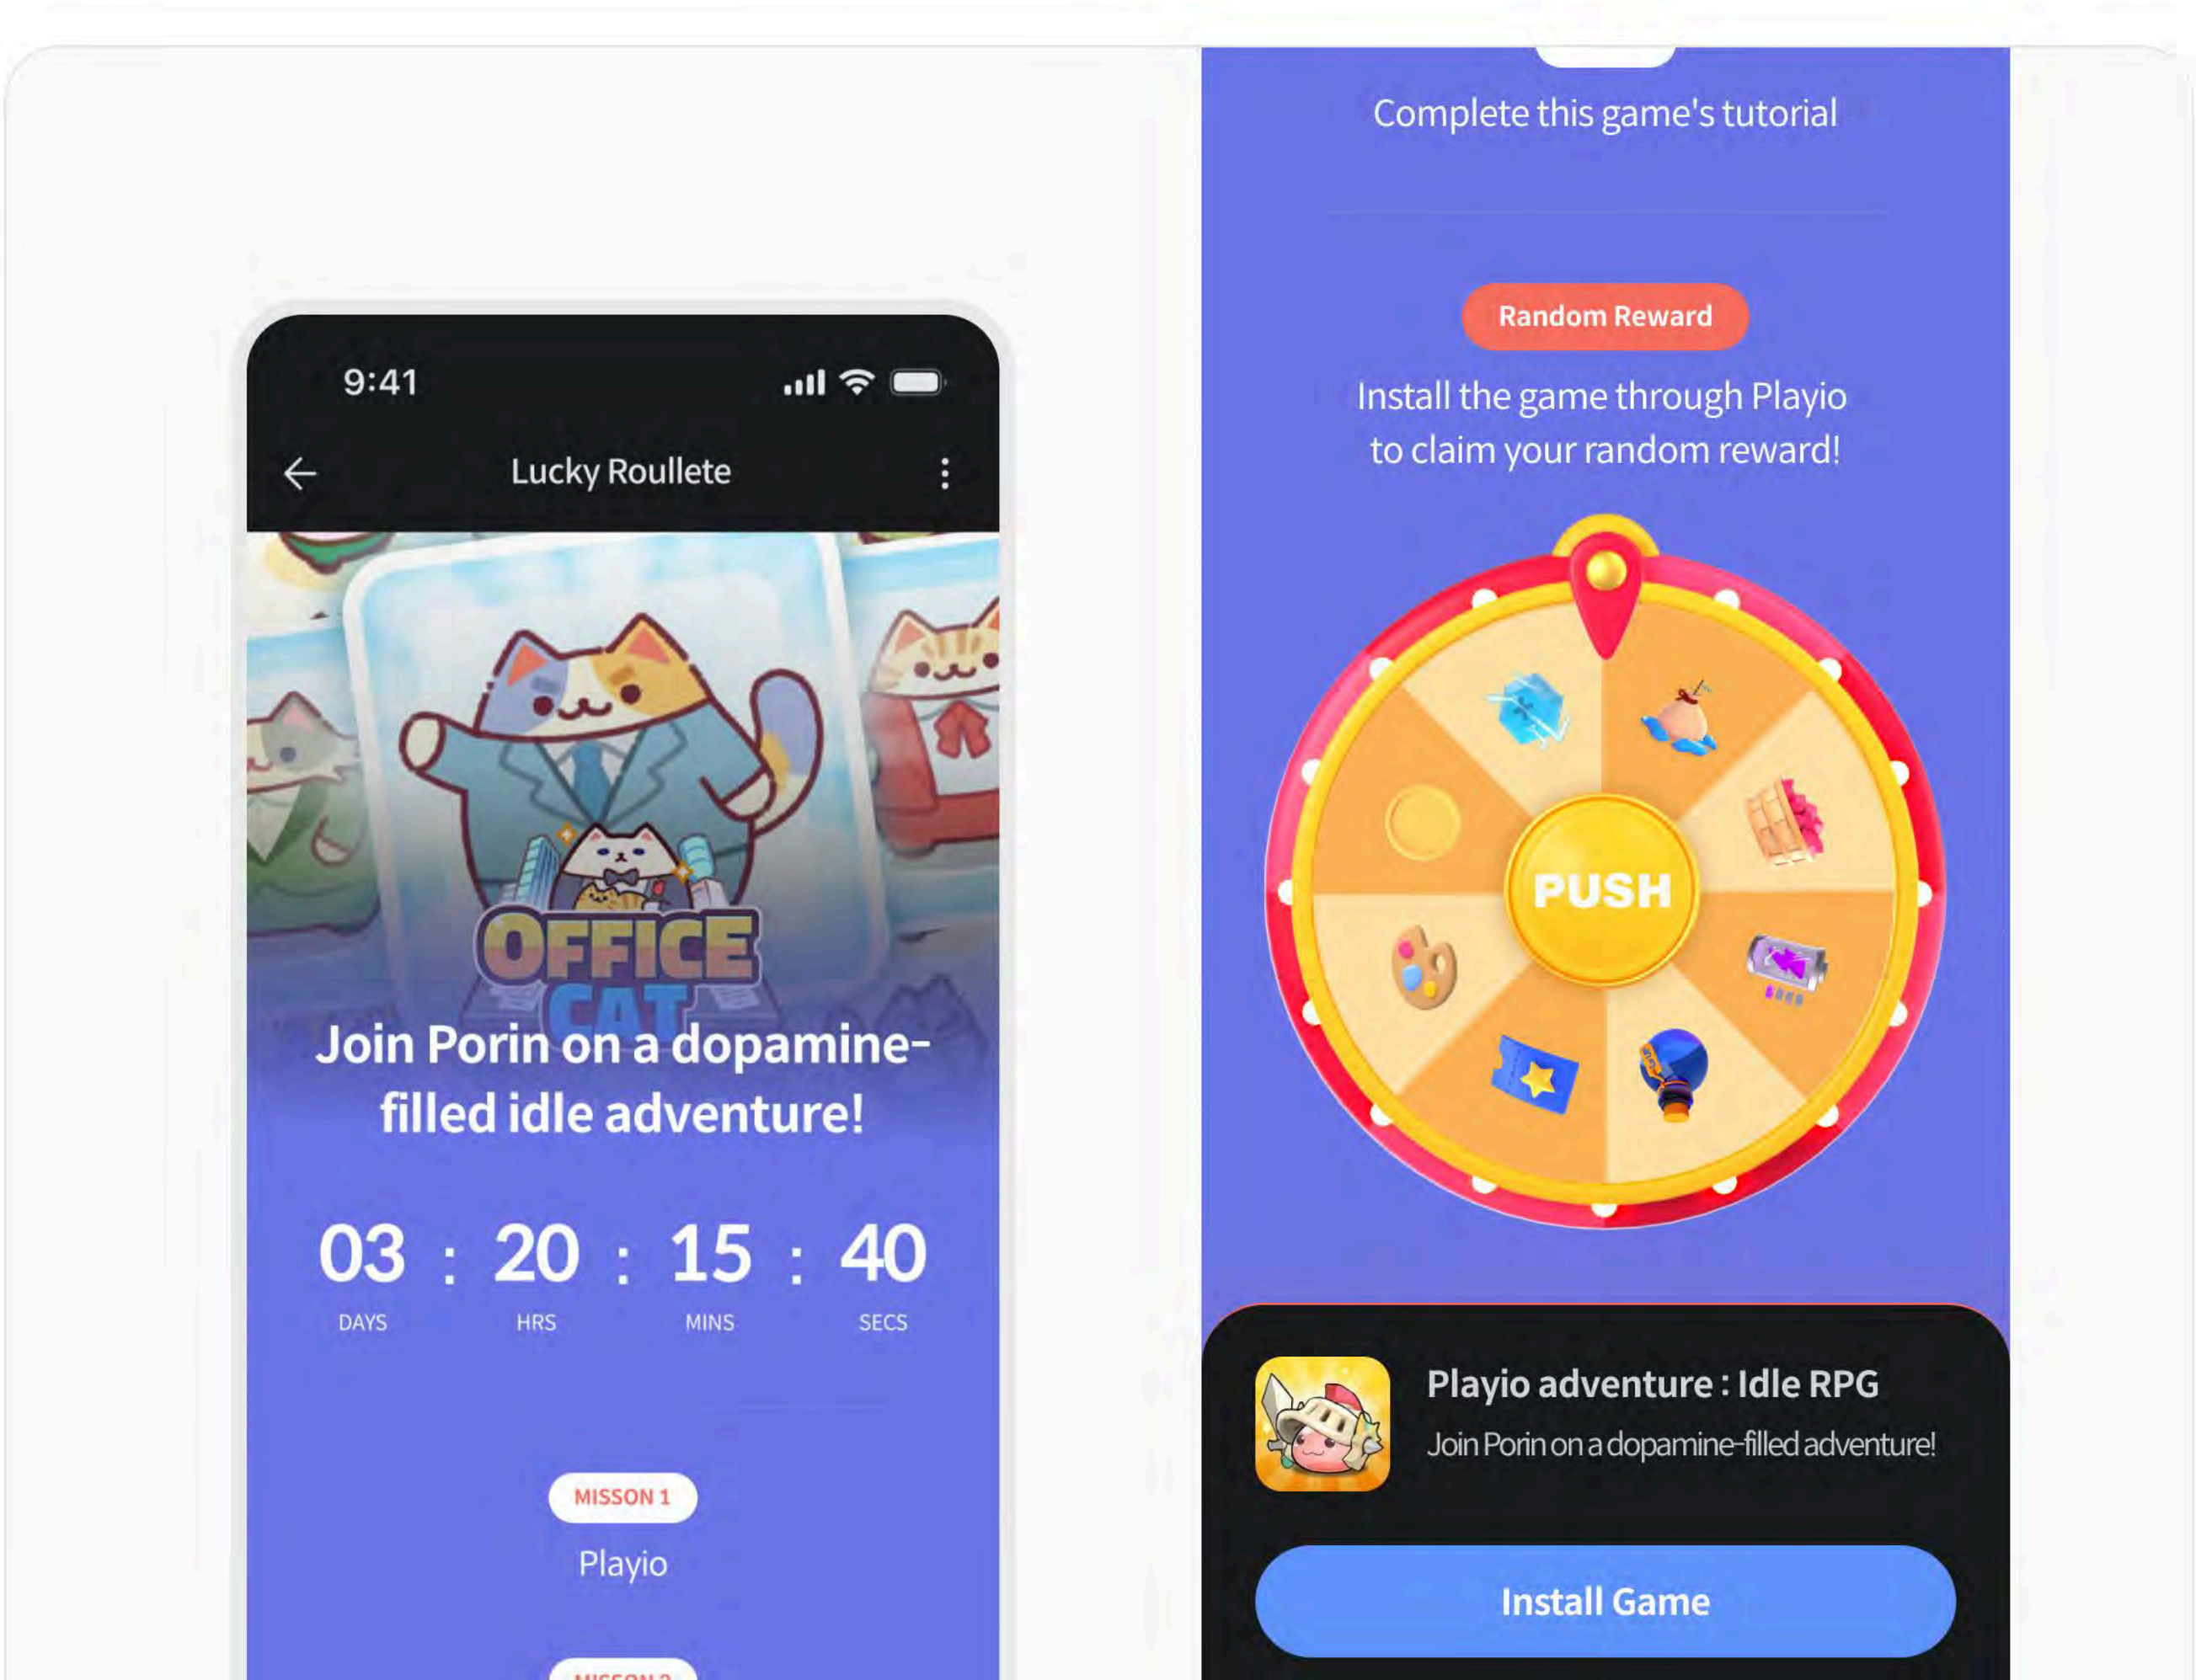 9:41
Lucky Roullete
OFFICE
CAT
Join Porin on a dopamine-
filled idle adventure!
03 : 20 : 15 : 40
DAYS HRS MINS SECS
MISSON 1
Playio
MISSON 2
Complete this game's tutorial
Random Reward
Install the game through Playio
to claim your random reward!
PUSH
Playio adventure : Idle RPG
Join Porin on a dopamine-filled adventure!
Install Game